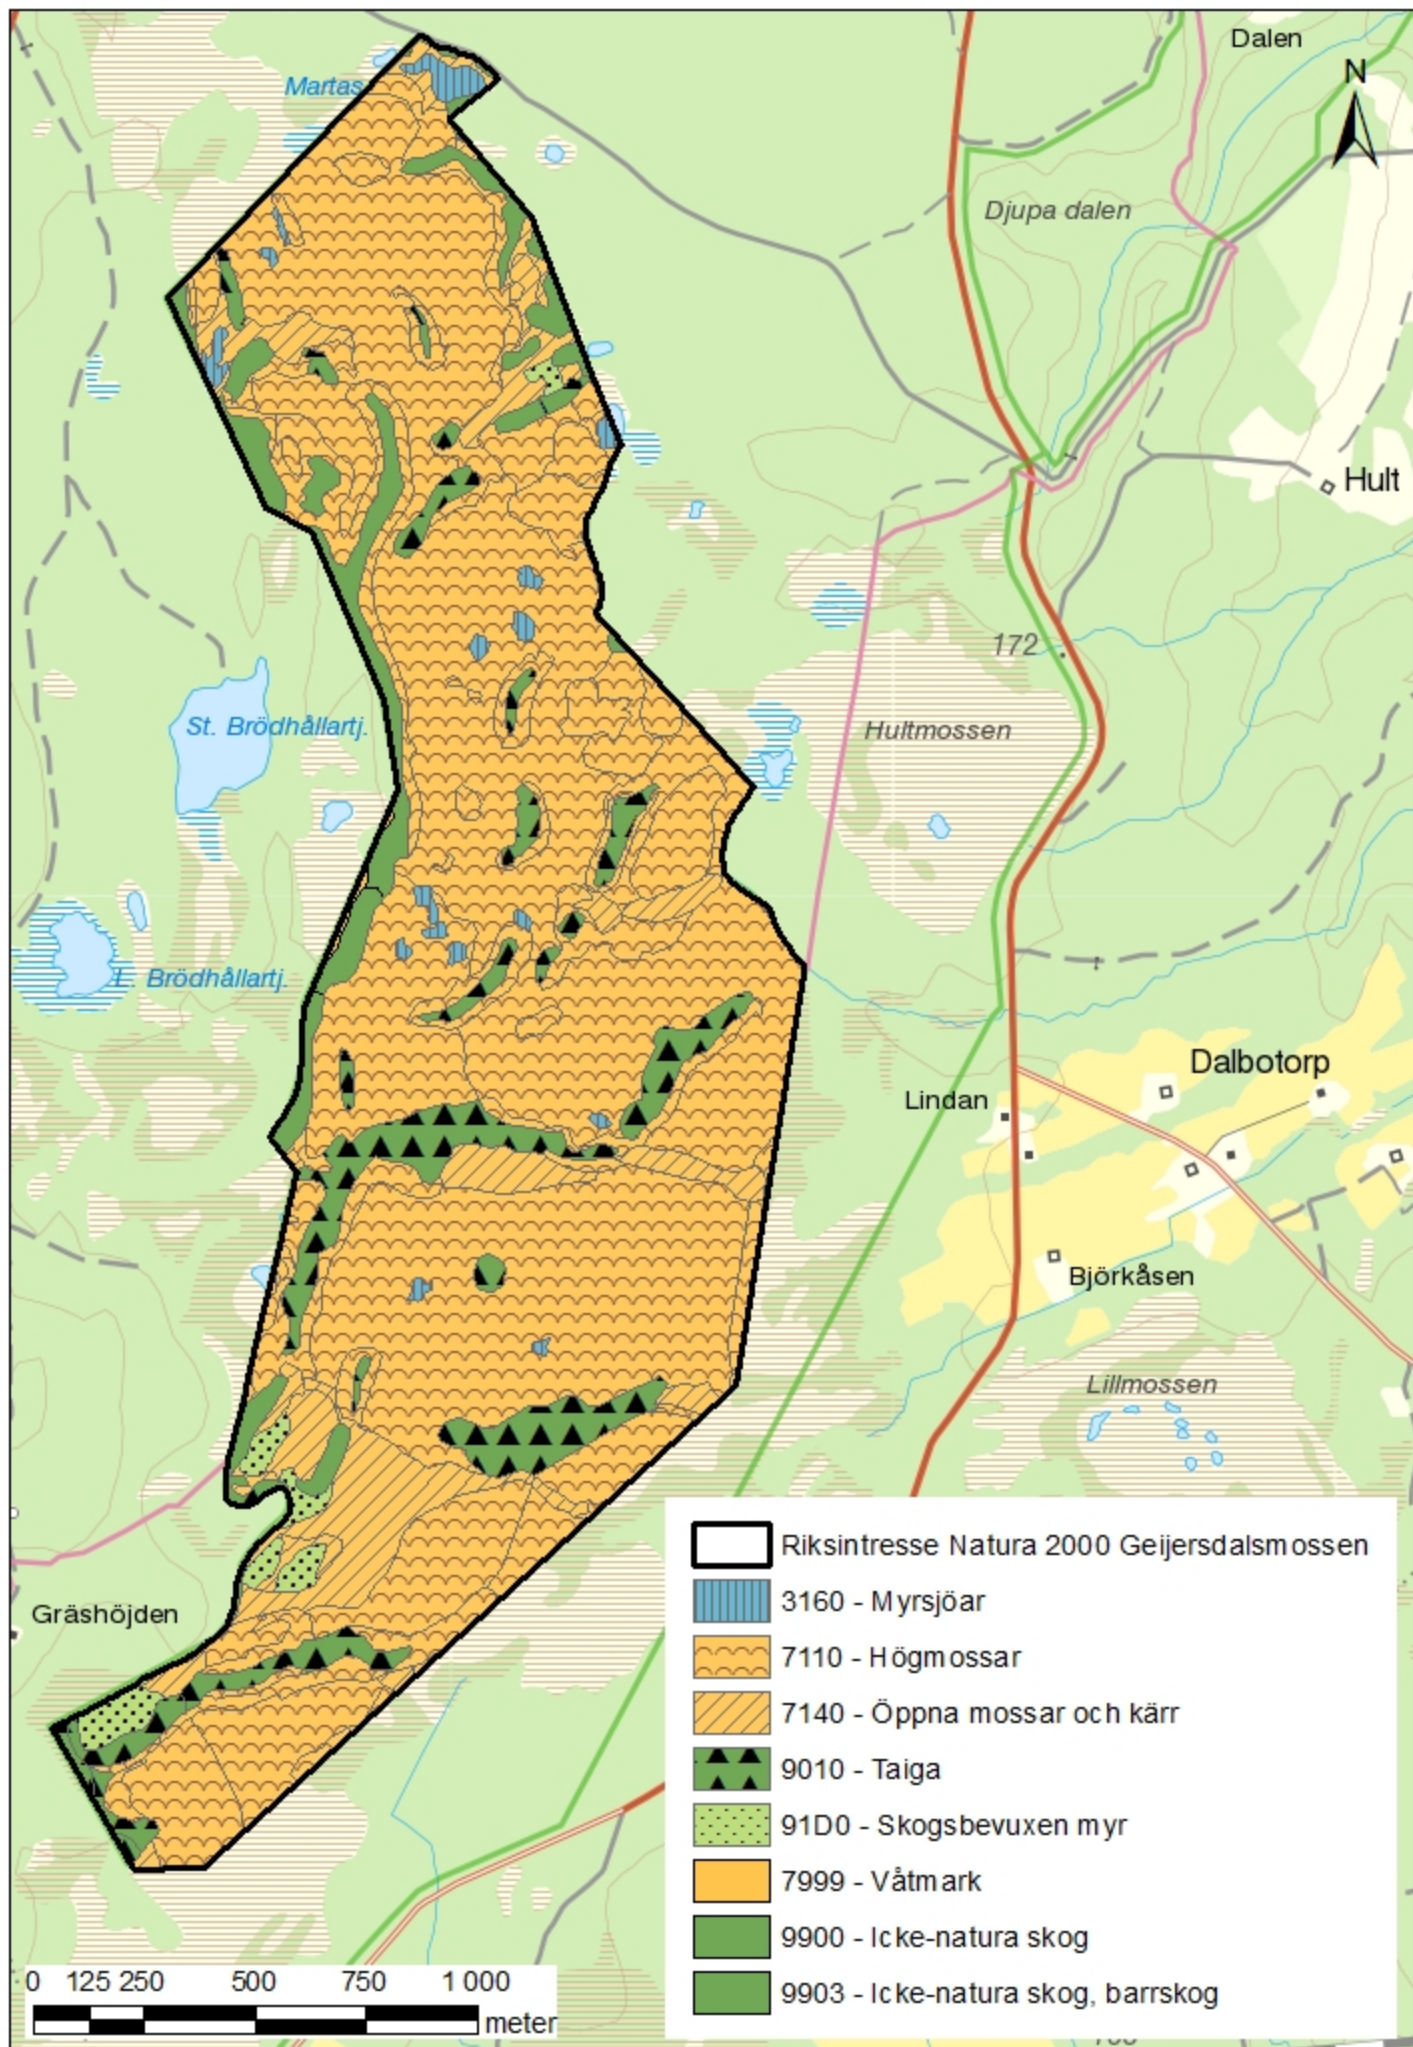 Dalen
N
Martas
Djupa dalen
Hult
172
St. Brödhållartj.
Hultmossen
L. Brödhållartj.
Dalbotorp
Lindan
Björkåsen
Lillmossen
Gräshöjden
Riksintresse Natura 2000 Geijersdalsmossen
3160 - Myrsjöar
7110 - Högmossar
7140 - Öppna mossar och kärr
9010 - Taiga
91D0 - Skogsbevuxen myr
7999 - Våtmark
9900 - Icke-natura skog
9903 - Icke-natura skog, barrskog
0 125 250 500 750 1 000
meter